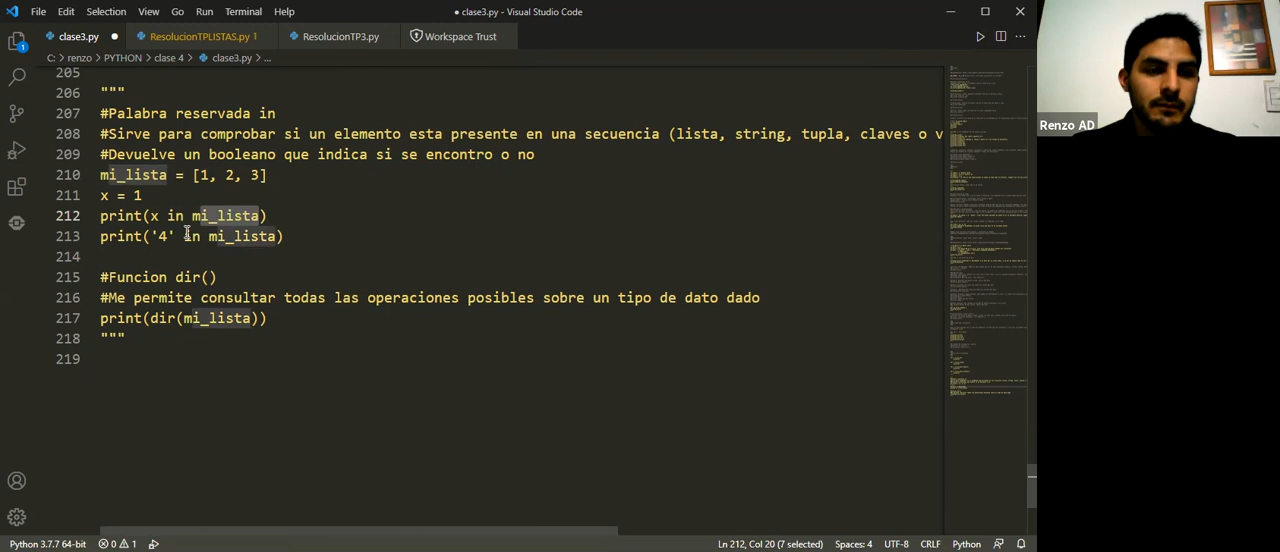 File Edit Selection View Go Run Terminal Help
● clase3.py - Visual Studio Code
clase3.py ● ResolucionTPLISTAS.py 1 ResolucionTP3.py Workspace Trust
C: > renzo > PYTHON > clase 4 > clase3.py > ...
205
206 """
207 #Palabra reservada in
208 #Sirve para comprobar si un elemento esta presente en una secuencia (lista, string, tupla, claves o v
209 #Devuelve un booleano que indica si se encontro o no
210 mi_lista = [1, 2, 3]
211 x = 1
212 print(x in mi_lista)
213 print('4' in mi_lista)
214
215 #Funcion dir()
216 #Me permite consultar todas las operaciones posibles sobre un tipo de dato dado
217 print(dir(mi_lista))
218 """
219
1
Renzo AD
Python 3.7.7 64-bit 0 1 Ln 212, Col 20 (7 selected) Spaces: 4 UTF-8 CRLF Python